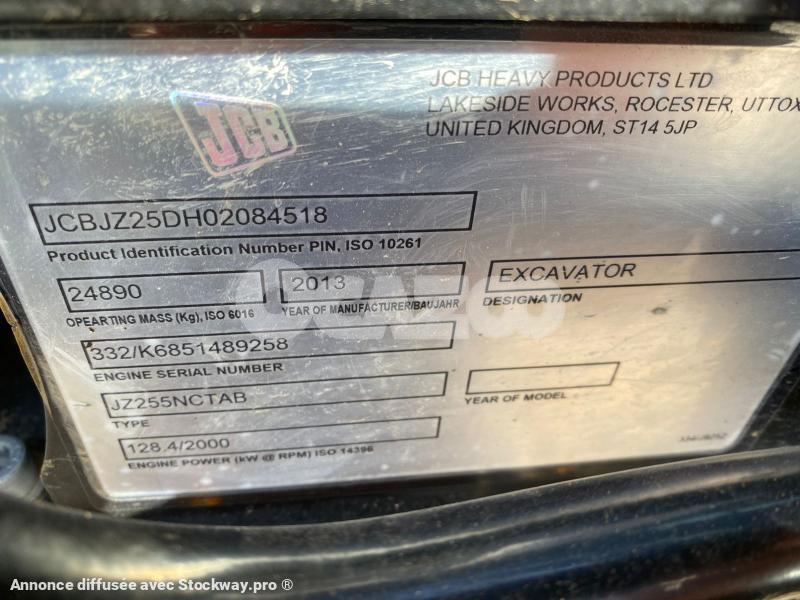 JCB
JCB HEAVY PRODUCTS LTD
LAKESIDE WORKS, ROCESTER, UTTOX
UNITED KINGDOM, ST14 5JP
JCBJZ25DH02084518
Product Identification Number PIN, ISO 10261
24890
OPEARTING MASS (Kg), ISO 6016
2013
YEAR OF MANUFACTURER/BAUJAHR
EXCAVATOR
DESIGNATION
332/K6851489258
ENGINE SERIAL NUMBER
JZ255NCTAB
TYPE
YEAR OF MODEL
128.4/2000
ENGINE POWER (kW @ RPM) ISO 14396
OCAZOO
Annonce diffusée avec Stockway.pro ®